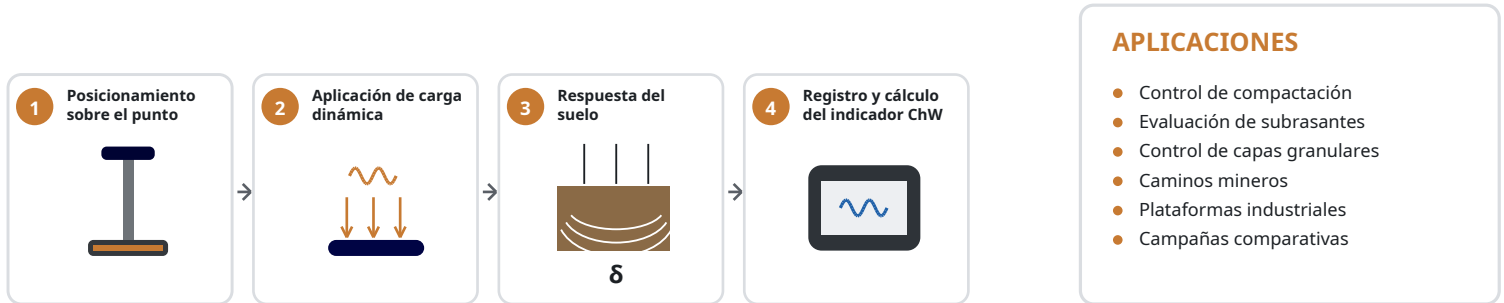 1
Posicionamiento
sobre el punto
2
Aplicación de carga
dinámica
3
Respuesta del
suelo
δ
4
Registro y cálculo
del indicador ChW
APLICACIONES
Control de compactación
Evaluación de subrasantes
Control de capas granulares
Caminos mineros
Plataformas industriales
Campañas comparativas